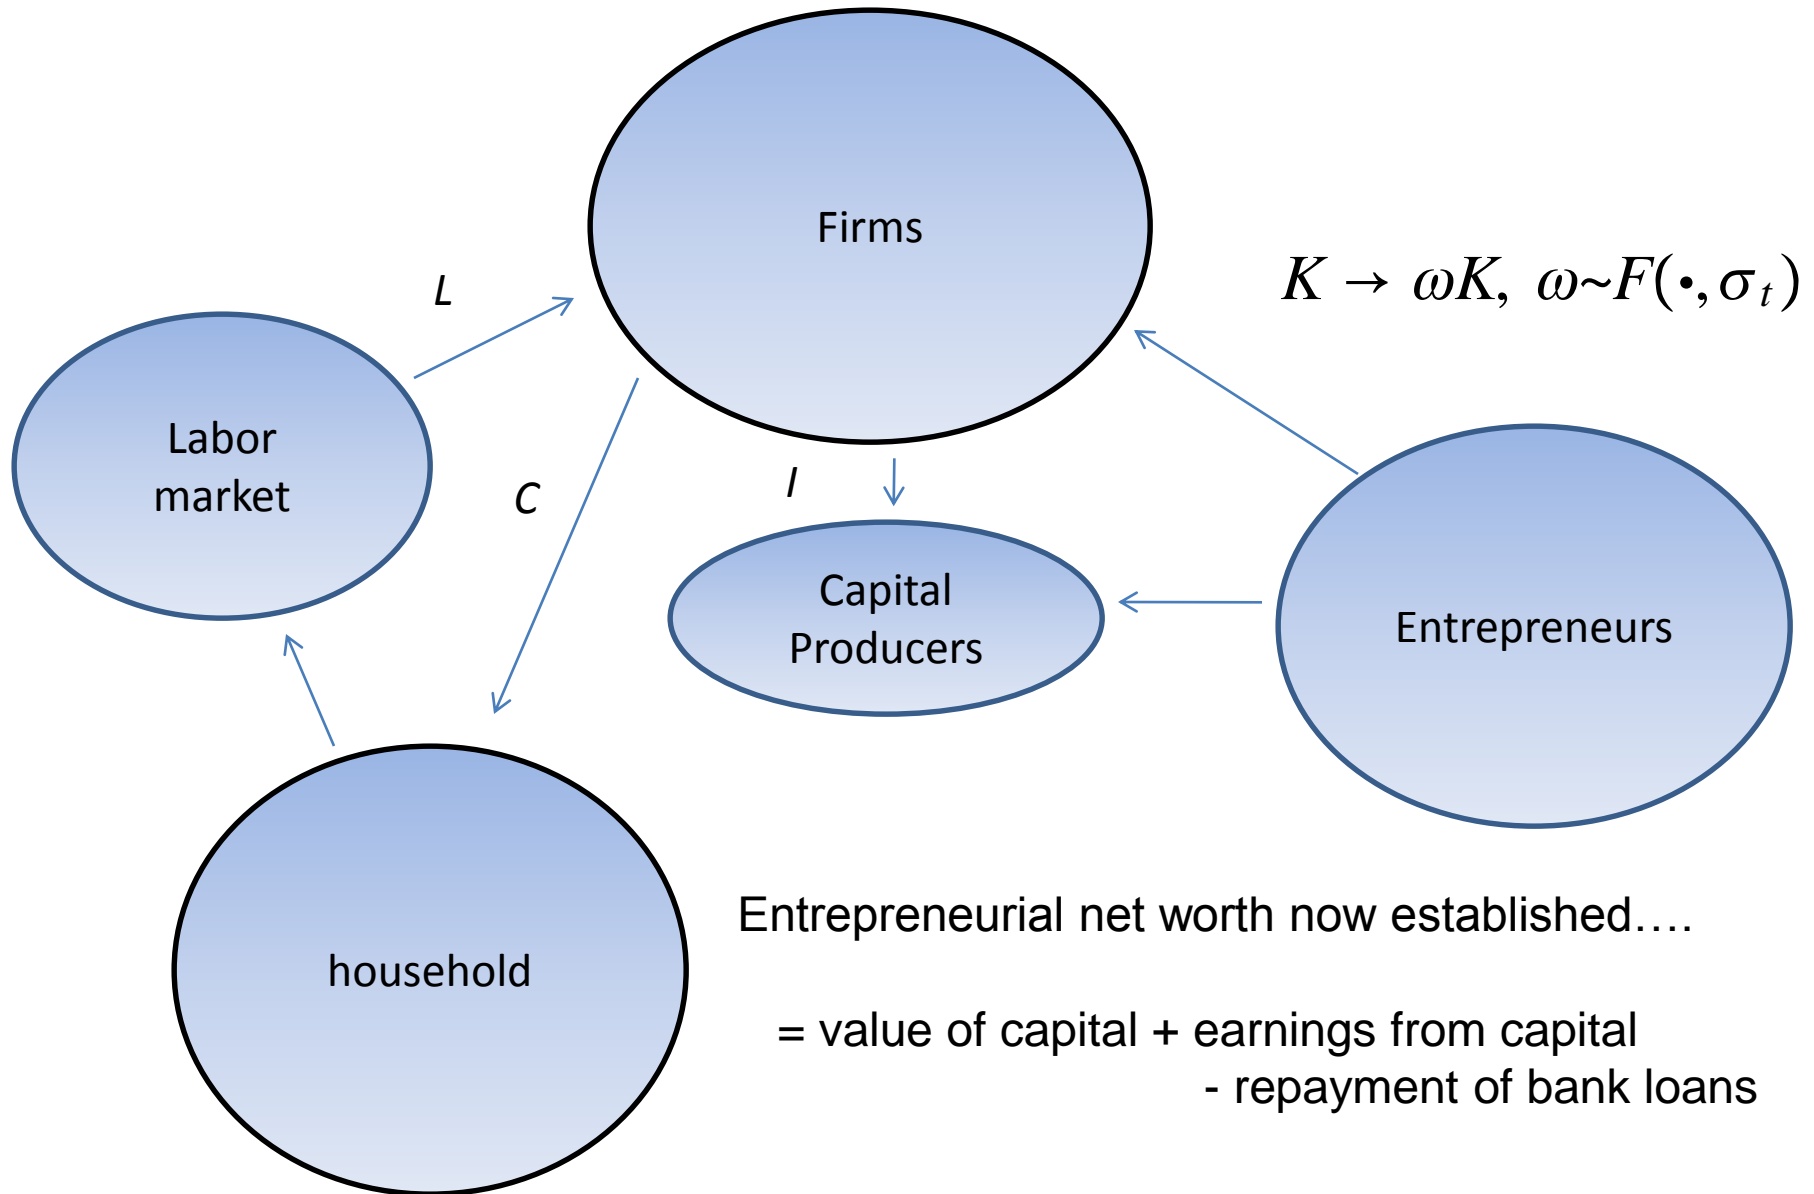 Firms
K → ωK, ω~F(•,σt)
L
Labor
market
C
I
Capital
Producers
Entrepreneurs
household
Entrepreneurial net worth now established….
= value of capital + earnings from capital
- repayment of bank loans